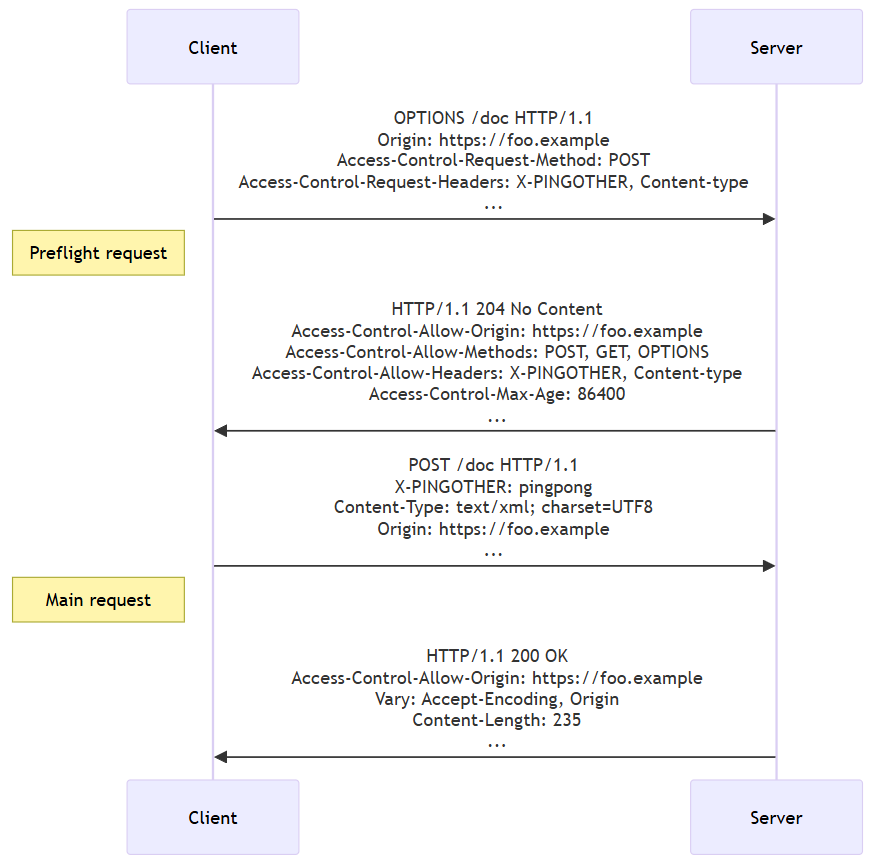 Client
Server
OPTIONS /doc HTTP/1.1
Origin: https://foo.example
Access-Control-Request-Method: POST
Access-Control-Request-Headers: X-PINGOTHER, Content-type
...
Preflight request
HTTP/1.1 204 No Content
Access-Control-Allow-Origin: https://foo.example
Access-Control-Allow-Methods: POST, GET, OPTIONS
Access-Control-Allow-Headers: X-PINGOTHER, Content-type
Access-Control-Max-Age: 86400
...
POST /doc HTTP/1.1
X-PINGOTHER: pingpong
Content-Type: text/xml; charset=UTF8
Origin: https://foo.example
...
Main request
HTTP/1.1 200 OK
Access-Control-Allow-Origin: https://foo.example
Vary: Accept-Encoding, Origin
Content-Length: 235
...
Client
Server